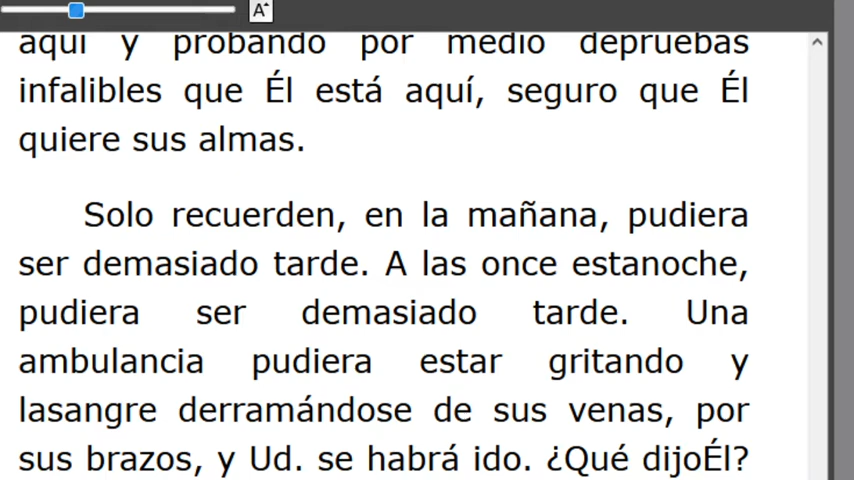 A
aquí y probando por medio depruebas
infalibles que Él está aquí, seguro que Él
quiere sus almas.
Solo recuerden, en la mañana, pudiera
ser demasiado tarde. A las once estanoche,
pudiera ser demasiado tarde. Una
ambulancia pudiera estar gritando y
lasangre derramándose de sus venas, por
sus brazos, y Ud. se habrá ido. ¿Qué dijoÉl?